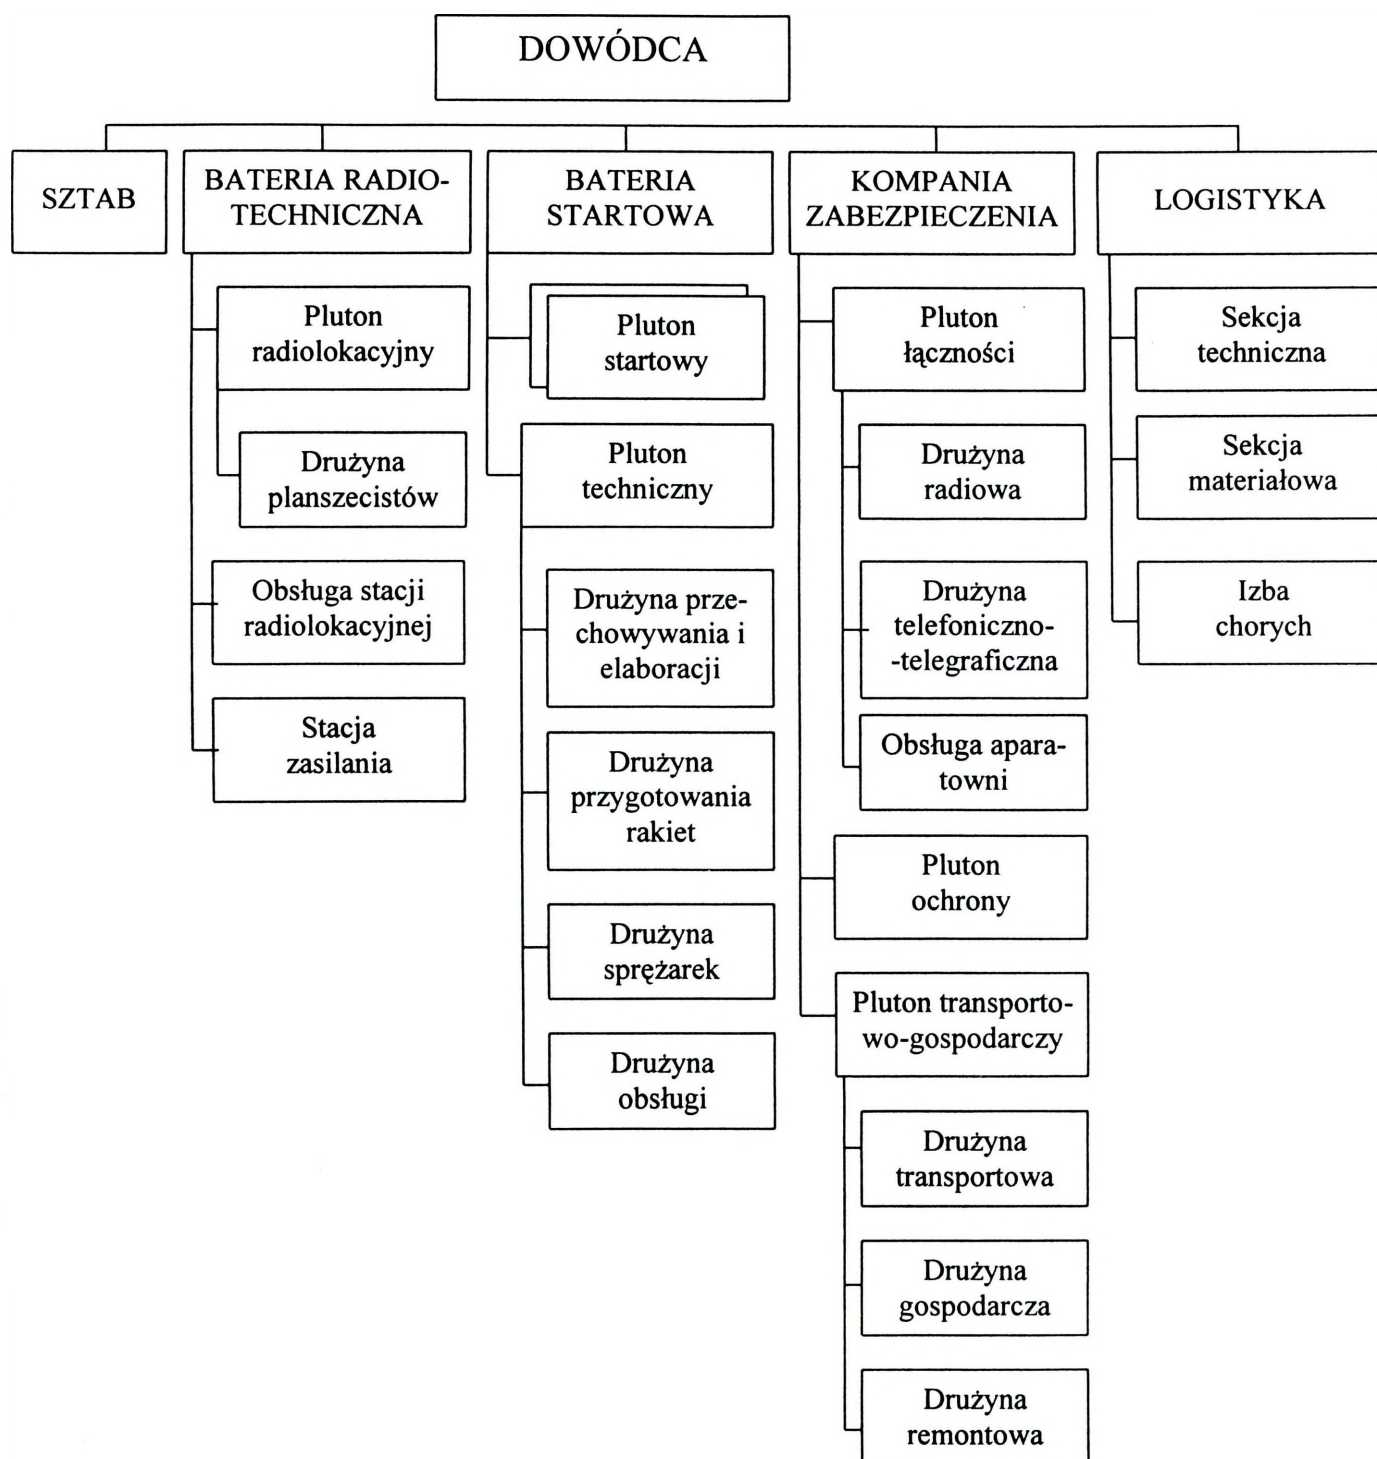 DOWÓDCA
SZTAB
BATERIA RADIO-
TECHNICZNA
BATERIA
STARTOWA
KOMPANIA
ZABEZPIECZENIA
LOGISTYKA
Pluton
radiolokacyjny
Drużyna
planszecistów
Obsługa stacji
radiolokacyjnej
Stacja
zasilania
Pluton
startowy
Pluton
techniczny
Drużyna prze-
chowywania i
elaboracji
Drużyna
przygotowania
rakiet
Drużyna
sprężarek
Drużyna
obsługi
Pluton
łączności
Drużyna
radiowa
Drużyna
telefoniczno-
-telegraficzna
Obsługa apara-
towni
Pluton
ochrony
Pluton transporto-
wo-gospodarczy
Drużyna
transportowa
Drużyna
gospodarcza
Drużyna
remontowa
Sekcja
techniczna
Sekcja
materiałowa
Izba
chorych